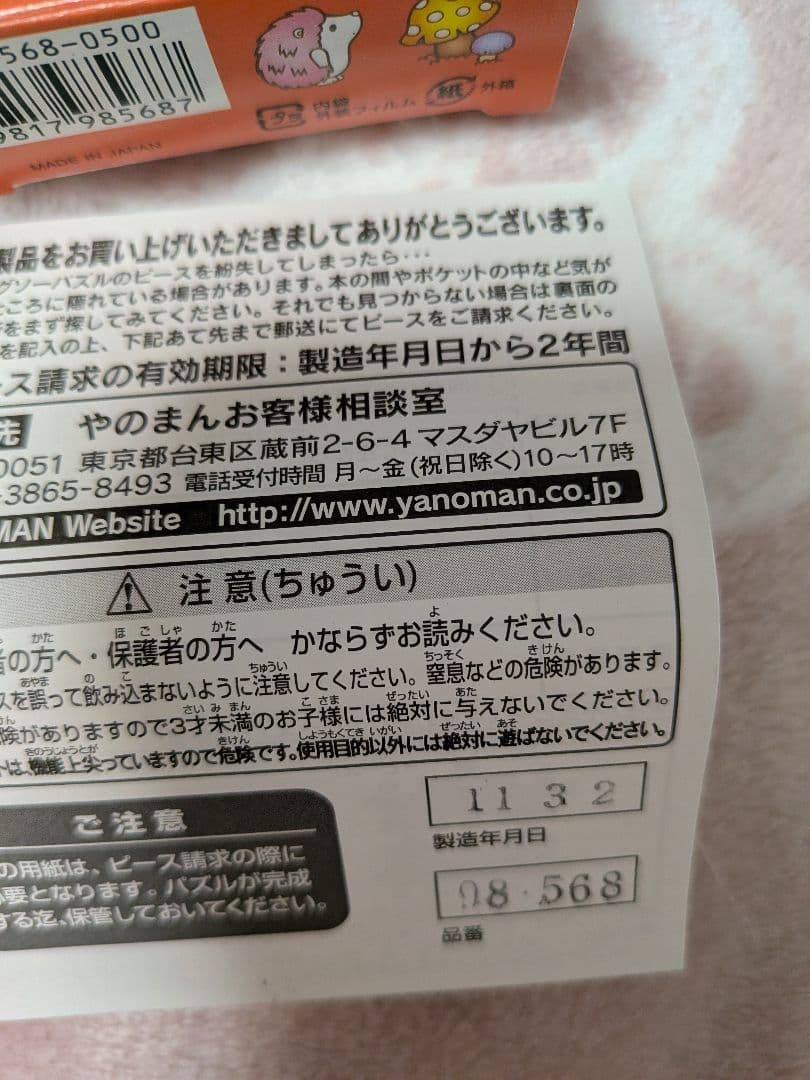 568-0500
9817 985687
MADE IN JAPAN
プラ 内袋
外装フィルム
紙 外箱
製品をお買い上げいただきましてありがとうございます。
グソーパズルのピースを紛失してしまったら・・・
ころに隠れている場合があります。本の間やポケットの中など気が
をまず探してみてください。それでも見つからない場合は裏面の
を記入の上、下記あて先まで郵送にてピースをご請求ください。
ース請求の有効期限：製造年月日から2年間
先 やのまんお客様相談室
0051 東京都台東区蔵前2-6-4 マスダヤビル7F
-3865-8493 電話受付時間 月〜金(祝日除く)10〜17時
MAN Website http://www.yanoman.co.jp
注意(ちゅうい)
者の方へ・保護者の方へ かならずお読みください。
スを誤って飲み込まないように注意してください。窒息などの危険があります。
険がありますので3才未満のお子様には絶対に与えないでください。
トは、機能上尖っていますので危険です。使用目的以外には絶対に遊ばないでください。
ご注意
の用紙は、ピース請求の際に
必要となります。パズルが完成
する迄、保管しておいてください。
11 3 2
製造年月日
98-568
品番